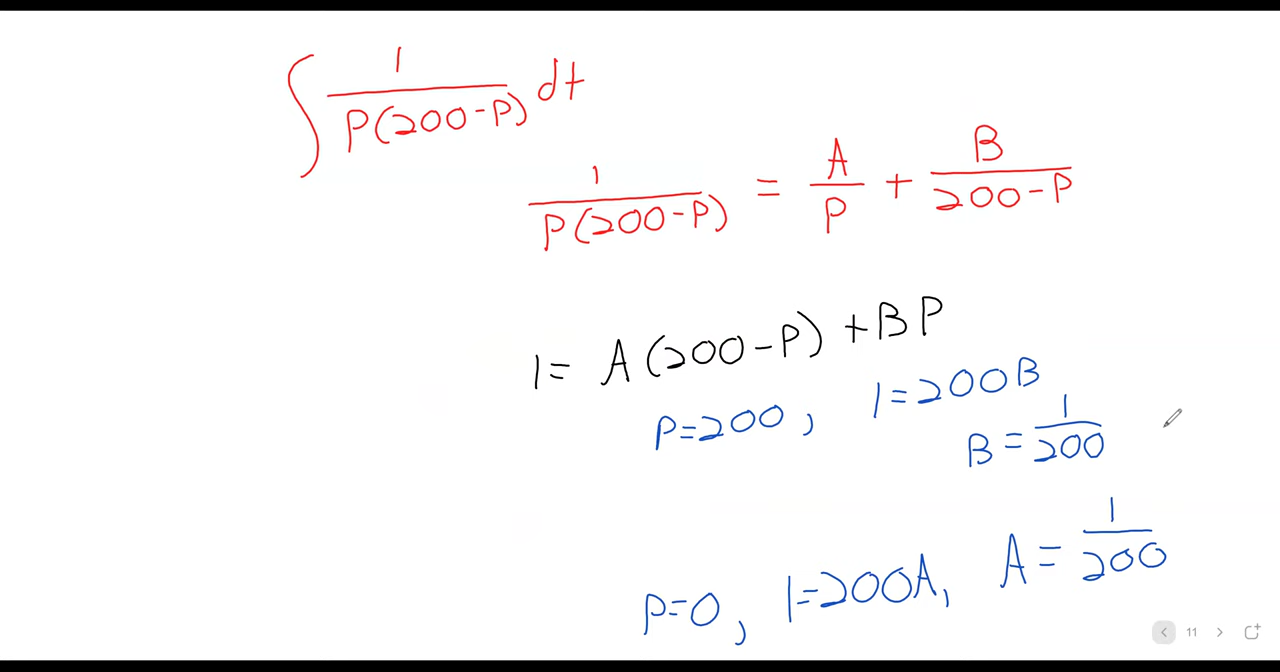 ∫ 1/(P(200-P)) dt
1/(P(200-P)) = A/P + B/(200-P)
1= A(200-P) +BP
P=200, 1=200B
B = 1/200
P=0, 1=200A, A= 1/200
< 11 >